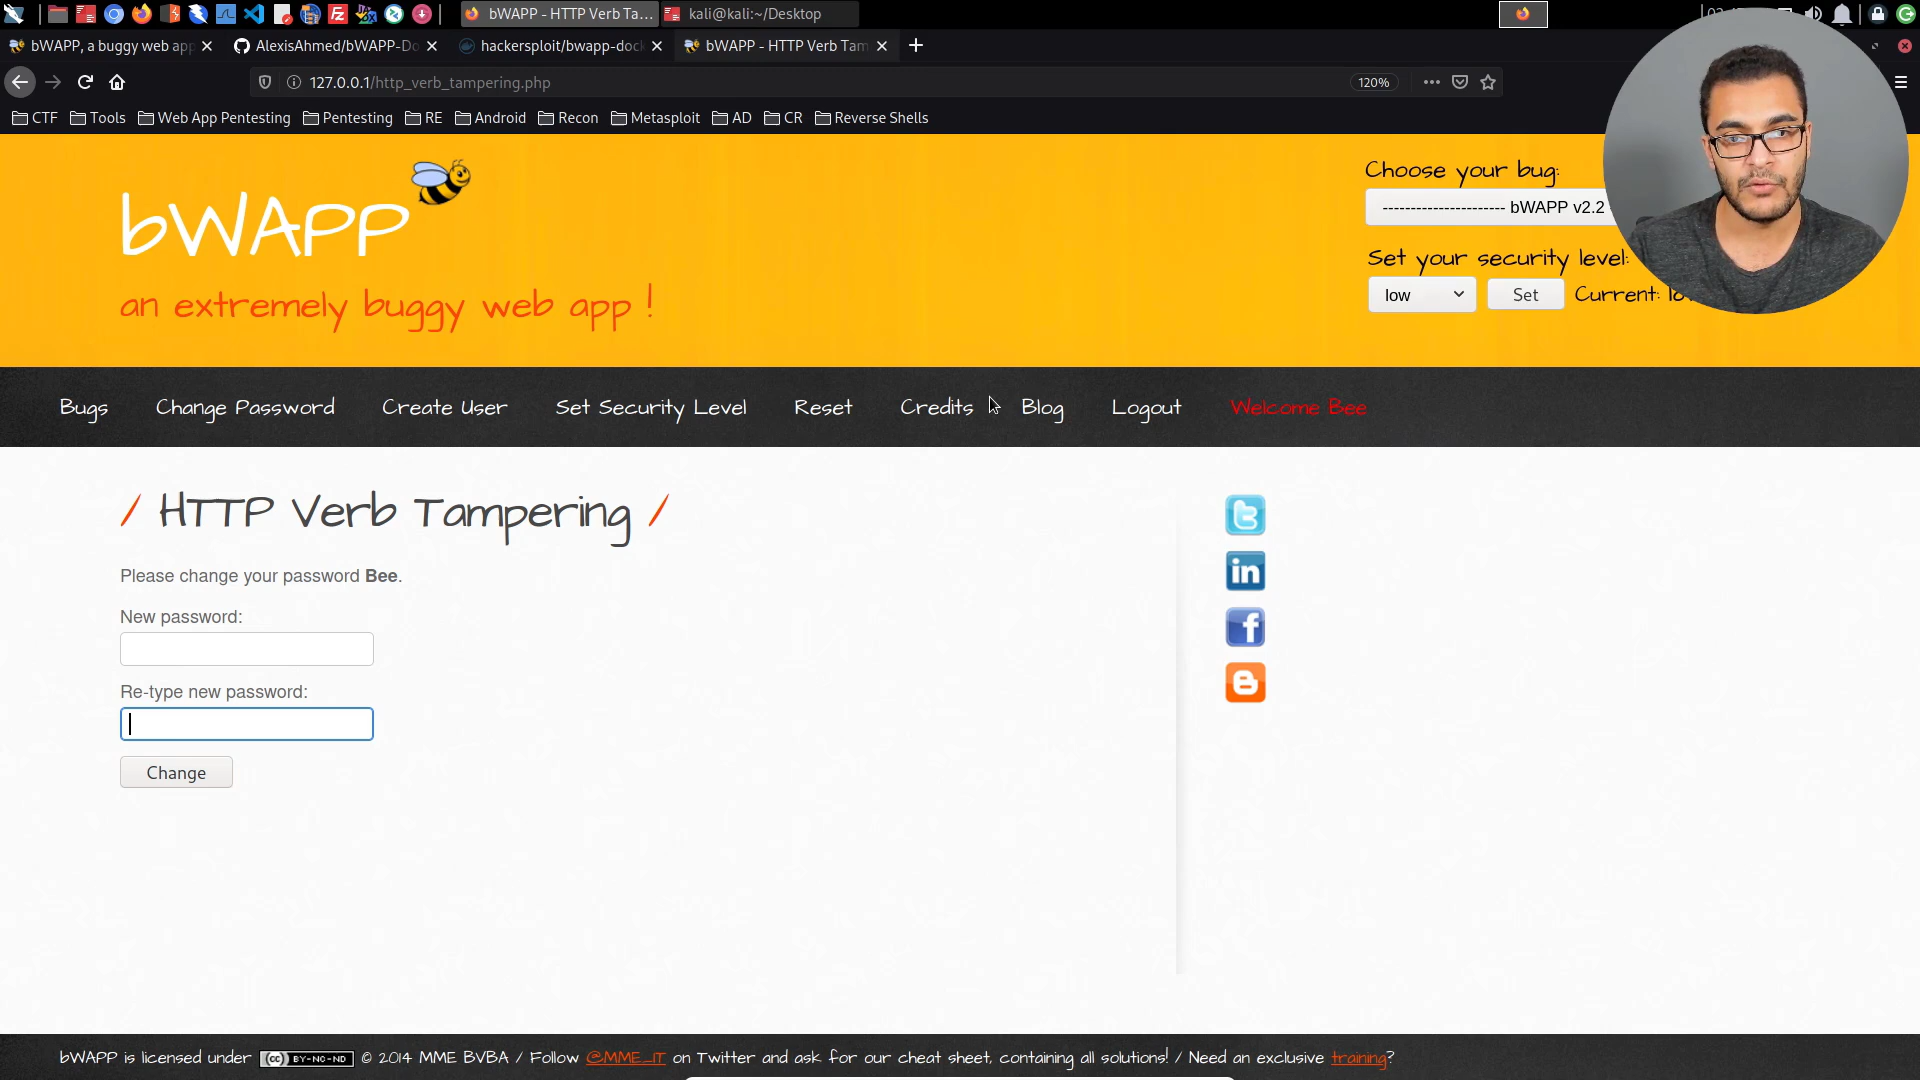 bWAPP - HTTP Verb Ta...
kali@kali:~/Desktop
bWAPP, a buggy web app
AlexisAhmed/bWAPP-Do
hackersploit/bwapp-dock
bWAPP - HTTP Verb Tam
127.0.0.1/http_verb_tampering.php
120%
CTF
Tools
Web App Pentesting
Pentesting
RE
Android
Recon
Metasploit
AD
CR
Reverse Shells
bWAPP
an extremely buggy web app !
Choose your bug:
---------------------- bWAPP v2.2
Set your security level:
low
Set
Current:
Bugs
Change Password
Create User
Set Security Level
Reset
Credits
Blog
Logout
Welcome Bee
/ HTTP Verb Tampering /
Please change your password Bee.
New password:
Re-type new password:
Change
bWAPP is licensed under BY-NC-ND © 2014 MME BVBA / Follow @MME_IT on Twitter and ask for our cheat sheet, containing all solutions! / Need an exclusive training?